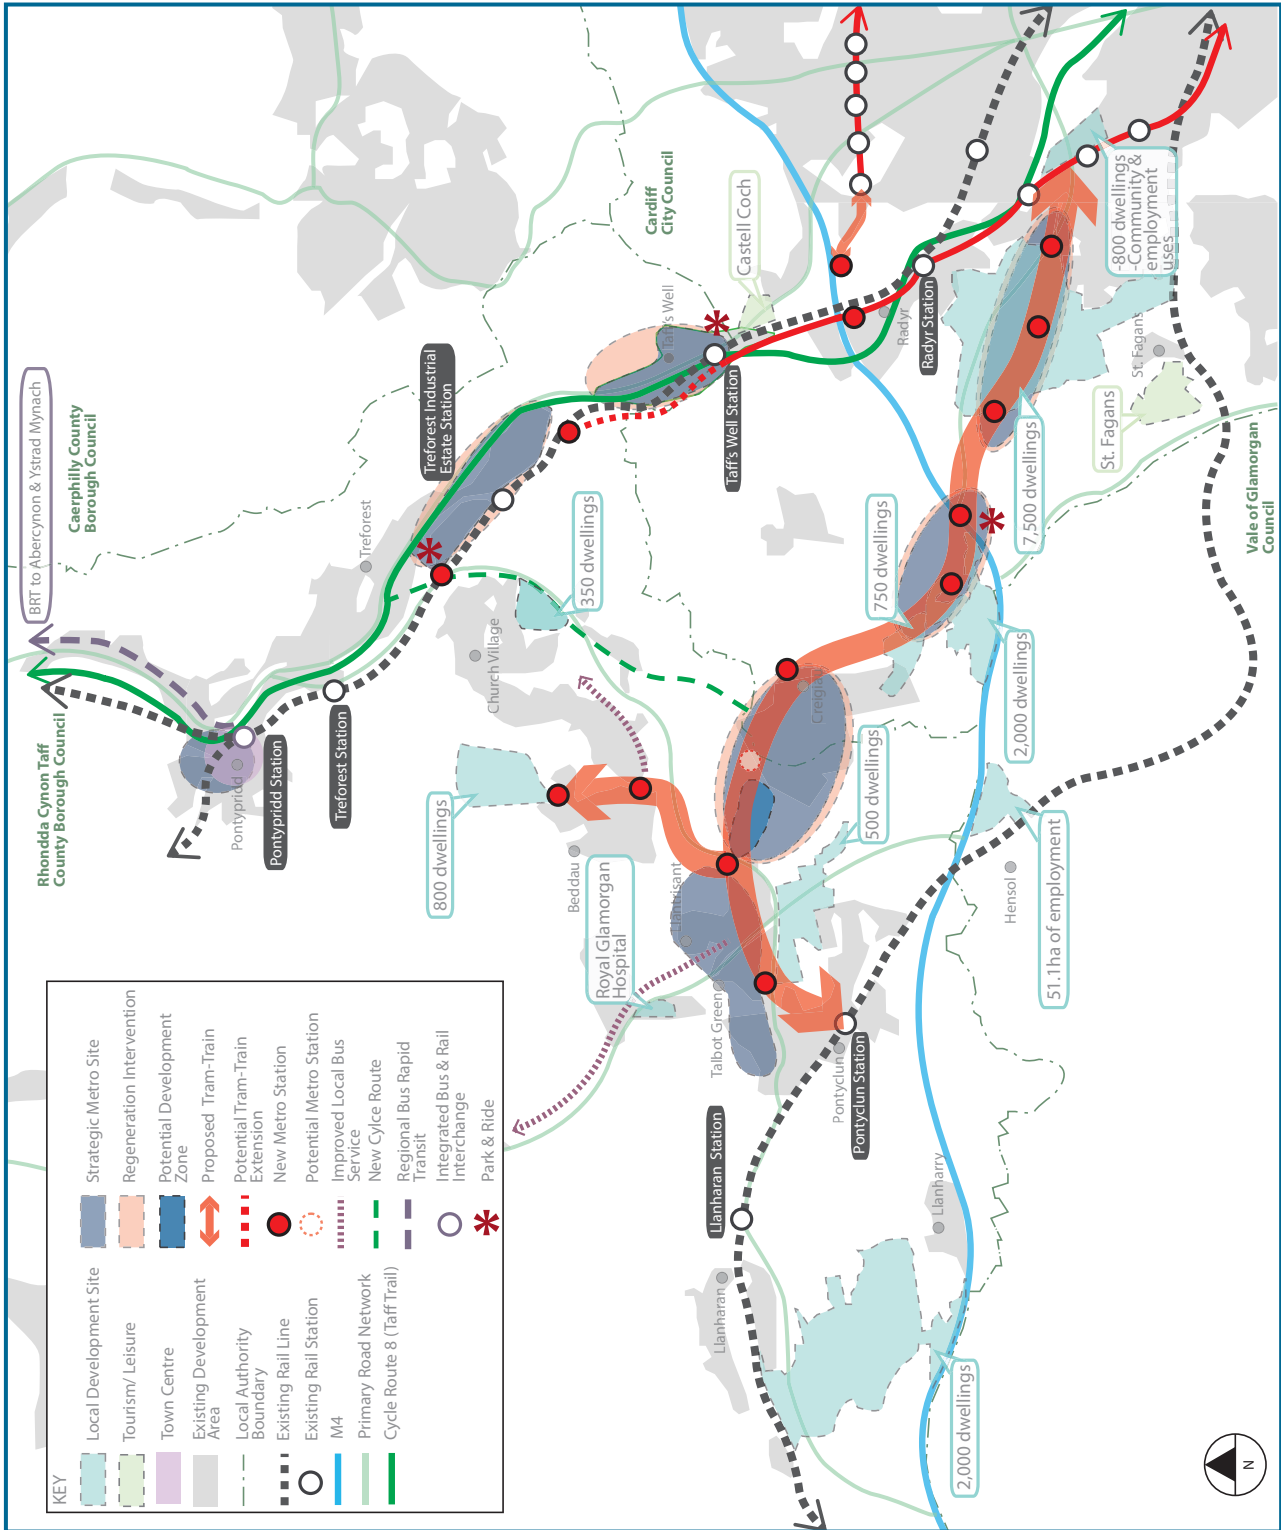 KEY
Local Development Site
Tourism/ Leisure
Town Centre
Existing Development
Area
Local Authority
Boundary
Existing Rail Line
Existing Rail Station
M4
Primary Road Network
Cycle Route 8 (Taff Trail)
Strategic Metro Site
Regeneration Intervention
Potential Development
Zone
Proposed Tram-Train
Potential Tram-Train
Extension
New Metro Station
Potential Metro Station
Improved Local Bus
Service
New Cylce Route
Regional Bus Rapid
Transit
Integrated Bus & Rail
Interchange
Park & Ride
Rhondda Cynon Taff
County Borough Council
BRT to Abercynon & Ystrad Mynach
Caerphilly County
Borough Council
Cardiff
City Council
Vale of Glamorgan
Council
Pontypridd
Pontypridd Station
Treforest Station
Treforest
Treforest Industrial
Estate Station
Taff's Well
Taff's Well Station
Castell Coch
Radyr
Radyr Station
-800 dwellings
-Community &
employment
uses
St. Fagans
St. Fagans
7,500 dwellings
750 dwellings
2,000 dwellings
350 dwellings
Church Village
Creigiau
500 dwellings
800 dwellings
Beddau
Royal Glamorgan
Hospital
Llantrisant
Talbot Green
Pontyclun
Pontyclun Station
Hensol
51.1ha of employment
Llanharan Station
Llanharan
Llanharry
2,000 dwellings
N